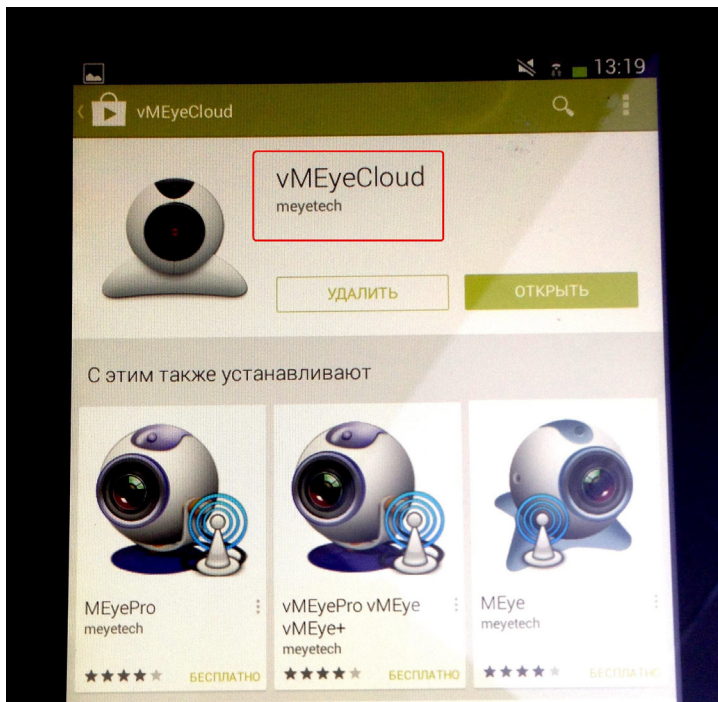 13:19
vMEyeCloud
vMEyeCloud
meyetech
УДАЛИТЬ
ОТКРЫТЬ
С этим также устанавливают
MEyePro
meyetech
БЕСПЛАТНО
vMEyePro vMEye
vMEye+
meyetech
БЕСПЛАТНО
MEye
meyetech
БЕСПЛАТНО